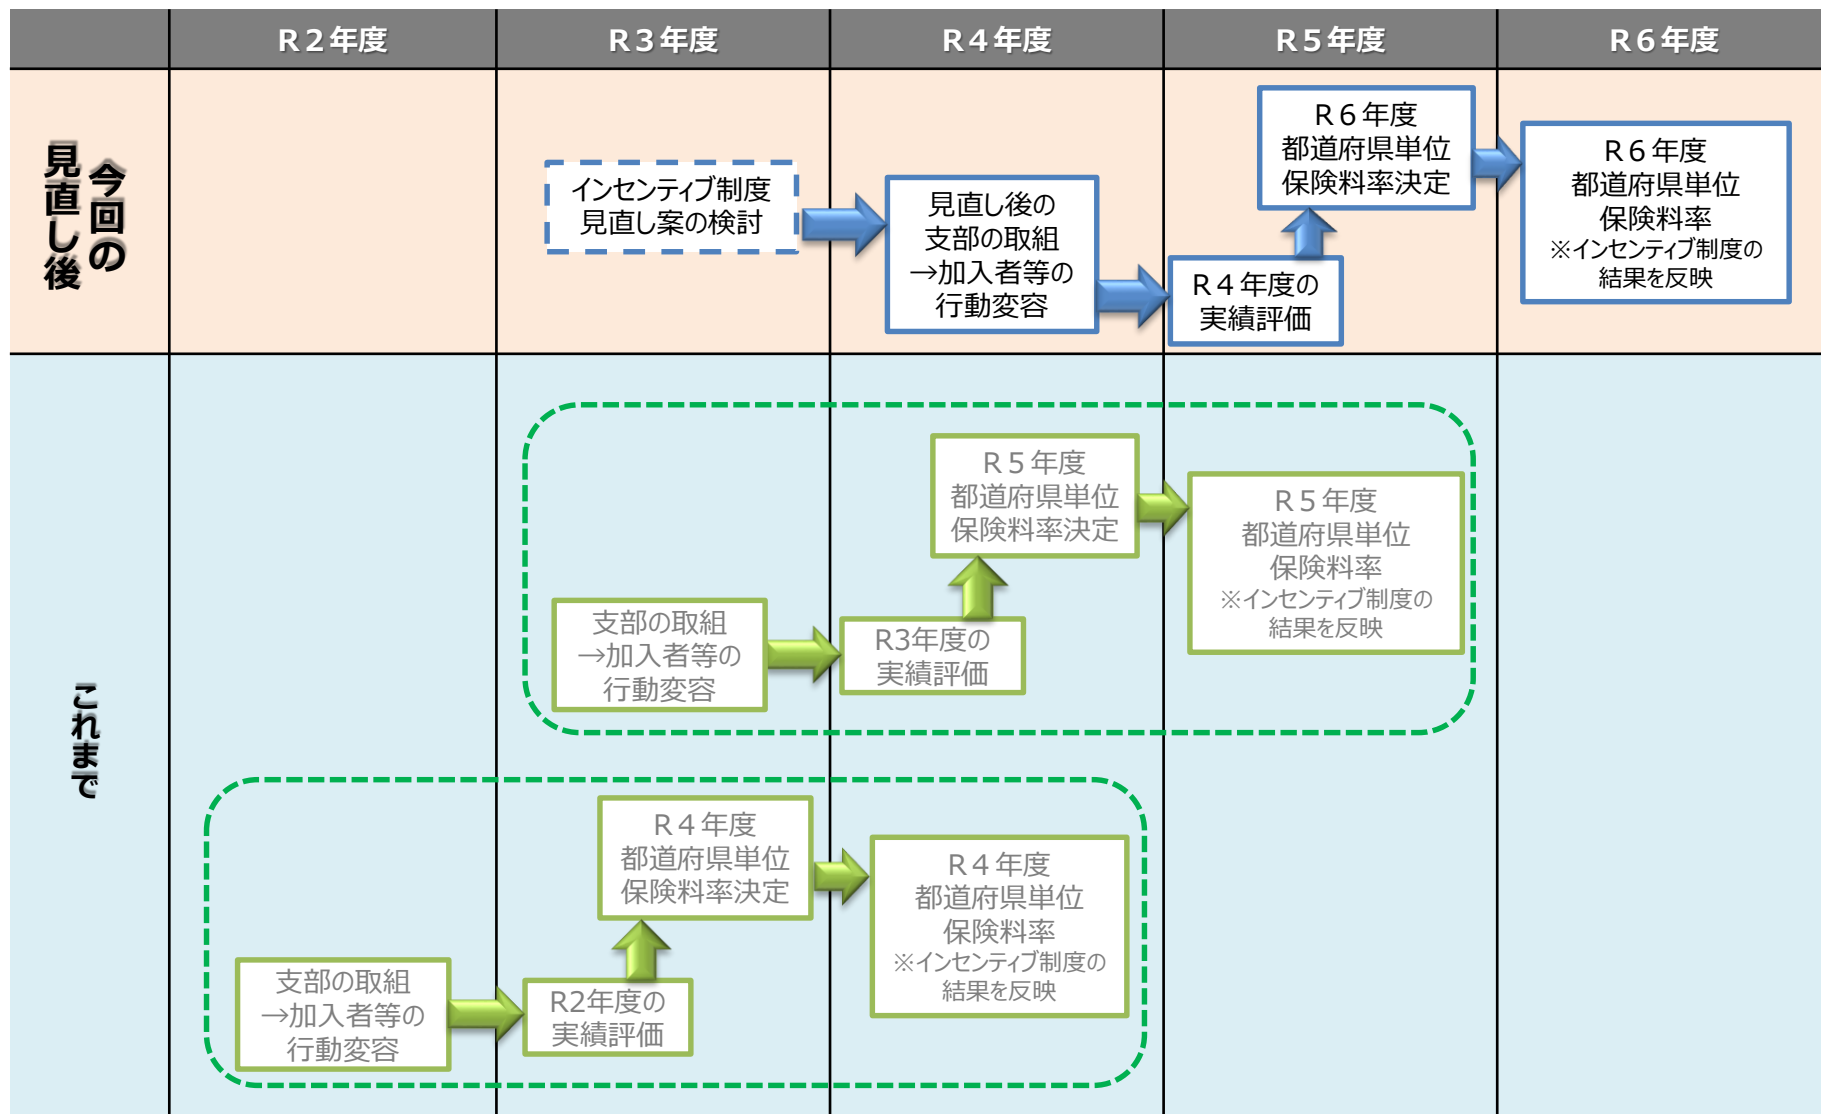 R２年度
R３年度
R４年度
R５年度
R６年度
今回の
見直し後
インセンティブ制度
見直し案の検討
見直し後の
支部の取組
→加入者等の
行動変容
R４年度の
実績評価
R６年度
都道府県単位
保険料率決定
R６年度
都道府県単位
保険料率
※インセンティブ制度の
結果を反映
これまで
支部の取組
→加入者等の
行動変容
R3年度の
実績評価
R５年度
都道府県単位
保険料率決定
R５年度
都道府県単位
保険料率
※インセンティブ制度の
結果を反映
支部の取組
→加入者等の
行動変容
R2年度の
実績評価
R４年度
都道府県単位
保険料率決定
R４年度
都道府県単位
保険料率
※インセンティブ制度の
結果を反映